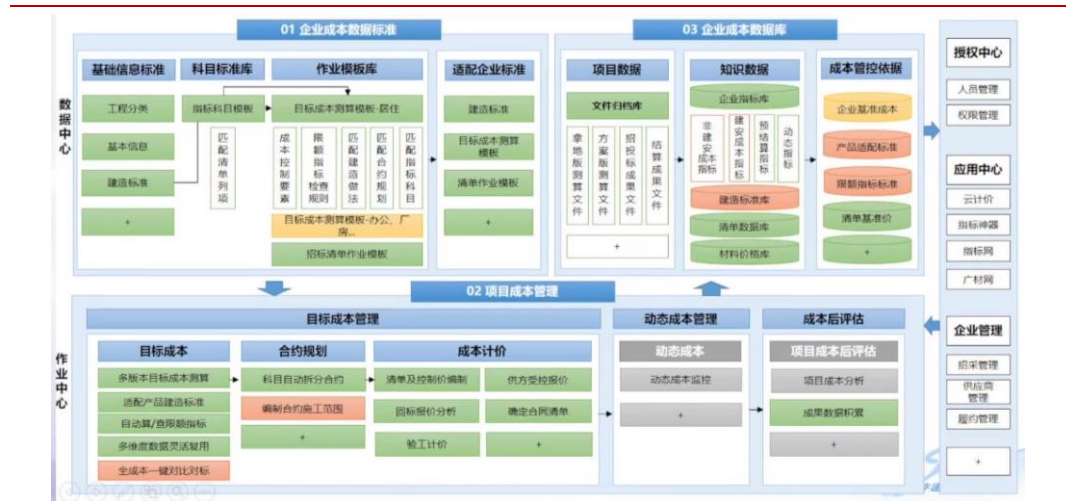 01 企业成本数据标准
03 企业成本数据库
数据中心
基础信息标准
工程分类
基本信息
建造标准
+
科目标准库
指标科目模板
匹配清单列项
作业模板库
目标成本测算模板-居住
成本控制要素
限额指标检查规则
匹配建造做法
匹配合约规划
匹配指标科目
目标成本测算模板-办公、厂
房...
招标清单作业模板
适配企业标准
建造标准
目标成本测算
模板
清单作业模板
+
项目数据
文件归档库
拿地版测算文件
方案版测算文件
招投标成果文件
结算成果文件
+
知识数据
企业指标库
非建安成本指标
建安成本指标
预结算指标
动态指标
建造标准库
清单数据库
材料价格库
成本管控依据
企业基准成本
产品适配标准
限额指标标准
清单基准价
+
授权中心
人员管理
权限管理
应用中心
云计价
指标神器
指标网
广材网
企业管理
招采管理
供应商
管理
履约管理
+
02 项目成本管理
作业中心
目标成本管理
目标成本
多版本目标成本测算
适配产品建造标准
自动算/查限额指标
多维度数据灵活复用
全成本一键对比对标
合约规划
科目自动拆分合约
编制合约施工范围
+
成本计价
清单及控制价编制
供方受控报价
回标报价分析
确定合同清单
验工计价
+
动态成本管理
动态成本
动态成本监控
+
成本后评估
项目成本后评估
项目成本分析
成果数据积累
+